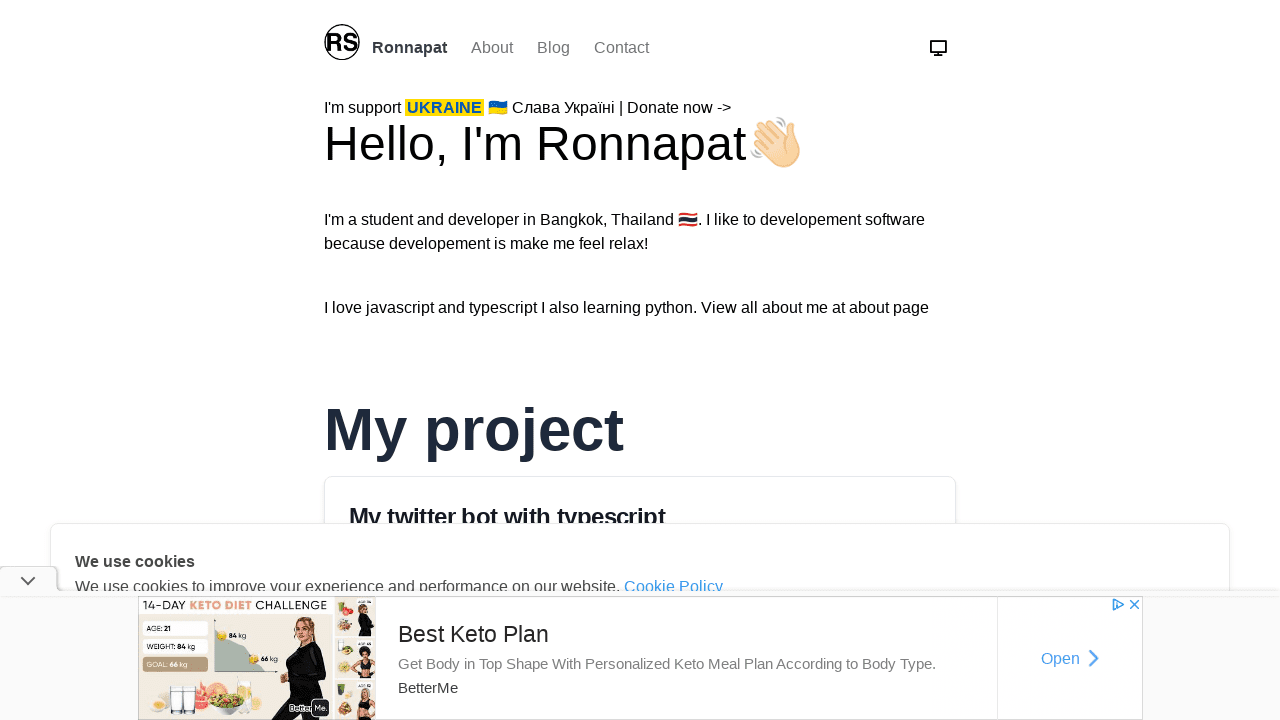 RS
Ronnapat About Blog Contact
I'm support UKRAINE 🇺🇦 Слава Україні | Donate now ->
Hello, I'm Ronnapat👋🏻
I'm a student and developer in Bangkok, Thailand 🇹🇭. I like to developement software
because developement is make me feel relax!
I love javascript and typescript I also learning python. View all about me at about page
My project
My twitter bot with typescript
We use cookies
We use cookies to improve your experience and performance on our website. Cookie Policy
14-DAY KETO DIET CHALLENGE
AGE: 21
WEIGHT: 84 kg
GOAL: 66 kg
84 kg
66 kg
BetterMe.
Best Keto Plan
Get Body in Top Shape With Personalized Keto Meal Plan According to Body Type.
BetterMe
Open